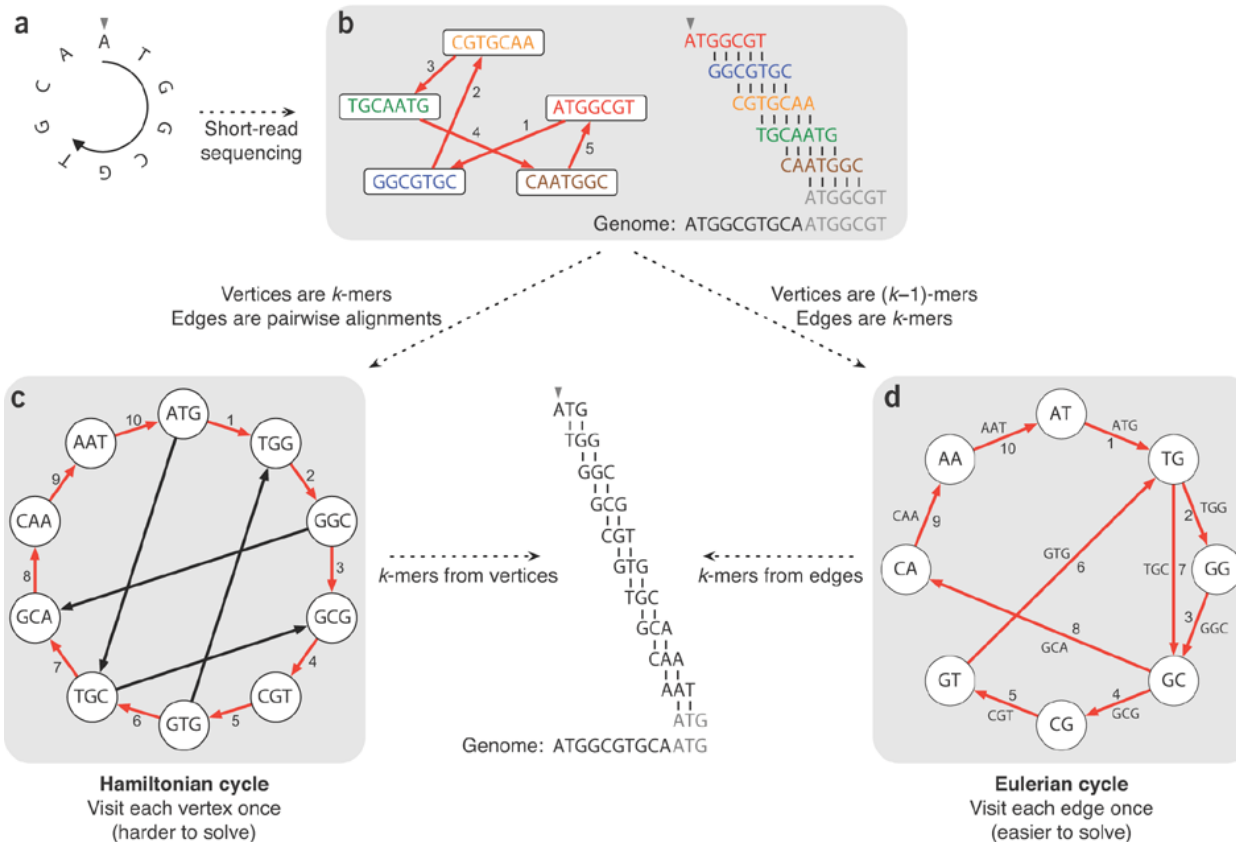 a
A
T
G
G
C
G
T
G
C
A
Short-read
sequencing
b
CGTGCAA
TGCAATG
ATGGCGT
GGCGTGC
CAATGGC
3
2
1
4
5
ATGGCGT
GGCGTGC
CGTGCAA
TGCAATG
CAATGGC
ATGGCGT
Genome: ATGGCGTGCAATGGCGT
Vertices are k-mers
Edges are pairwise alignments
Vertices are (k–1)-mers
Edges are k-mers
c
ATG
1
TGG
2
GGC
3
GCG
4
CGT
5
GTG
6
TGC
7
GCA
8
CAA
9
AAT
10
Hamiltonian cycle
Visit each vertex once
(harder to solve)
k-mers from vertices
ATG
TGG
GGC
GCG
CGT
GTG
TGC
GCA
CAA
AAT
ATG
Genome: ATGGCGTGCAATG
k-mers from edges
d
AT
ATG
1
TG
2
TGG
GG
3
GGC
GC
4
GCG
CG
5
CGT
GT
GTG
6
TGC 7
8
GCA
CA
CAA 9
AA
AAT
10
Eulerian cycle
Visit each edge once
(easier to solve)